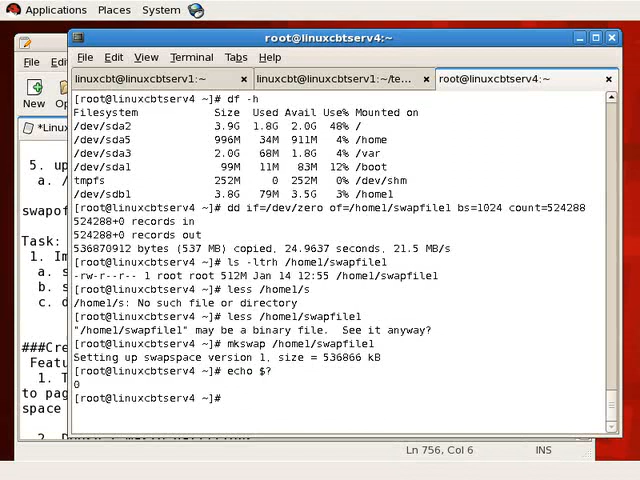 Applications Places System
root@linuxcbtserv4:~
File Edit View Terminal Tabs Help
linuxcbt@linuxcbtserv1:~ linuxcbt@linuxcbtserv1:~/te... root@linuxcbtserv4:~
[root@linuxcbtserv4 ~]# df -h
Filesystem Size Used Avail Use% Mounted on
/dev/sda2 3.9G 1.8G 2.0G 48% /
/dev/sda5 996M 34M 911M 4% /home
/dev/sda3 2.0G 68M 1.8G 4% /var
/dev/sda1 99M 11M 83M 12% /boot
tmpfs 252M 0 252M 0% /dev/shm
/dev/sdb1 3.8G 79M 3.5G 3% /home1
[root@linuxcbtserv4 ~]# dd if=/dev/zero of=/home1/swapfile1 bs=1024 count=524288
524288+0 records in
524288+0 records out
536870912 bytes (537 MB) copied, 24.9637 seconds, 21.5 MB/s
[root@linuxcbtserv4 ~]# ls -ltrh /home1/swapfile1
-rw-r--r-- 1 root root 512M Jan 14 12:55 /home1/swapfile1
[root@linuxcbtserv4 ~]# less /home1/s
/home1/s: No such file or directory
[root@linuxcbtserv4 ~]# less /home1/swapfile1
"/home1/swapfile1" may be a binary file. See it anyway?
[root@linuxcbtserv4 ~]# mkswap /home1/swapfile1
Setting up swapspace version 1, size = 536866 kB
[root@linuxcbtserv4 ~]# echo $?
0
[root@linuxcbtserv4 ~]#
File
New Op
*Linux
5. up
a. /
swapof
Task:
1. Im
a. s
b. s
c. d
###Cre
Featu
1. T
to pag
space
Ln 756, Col 6 INS